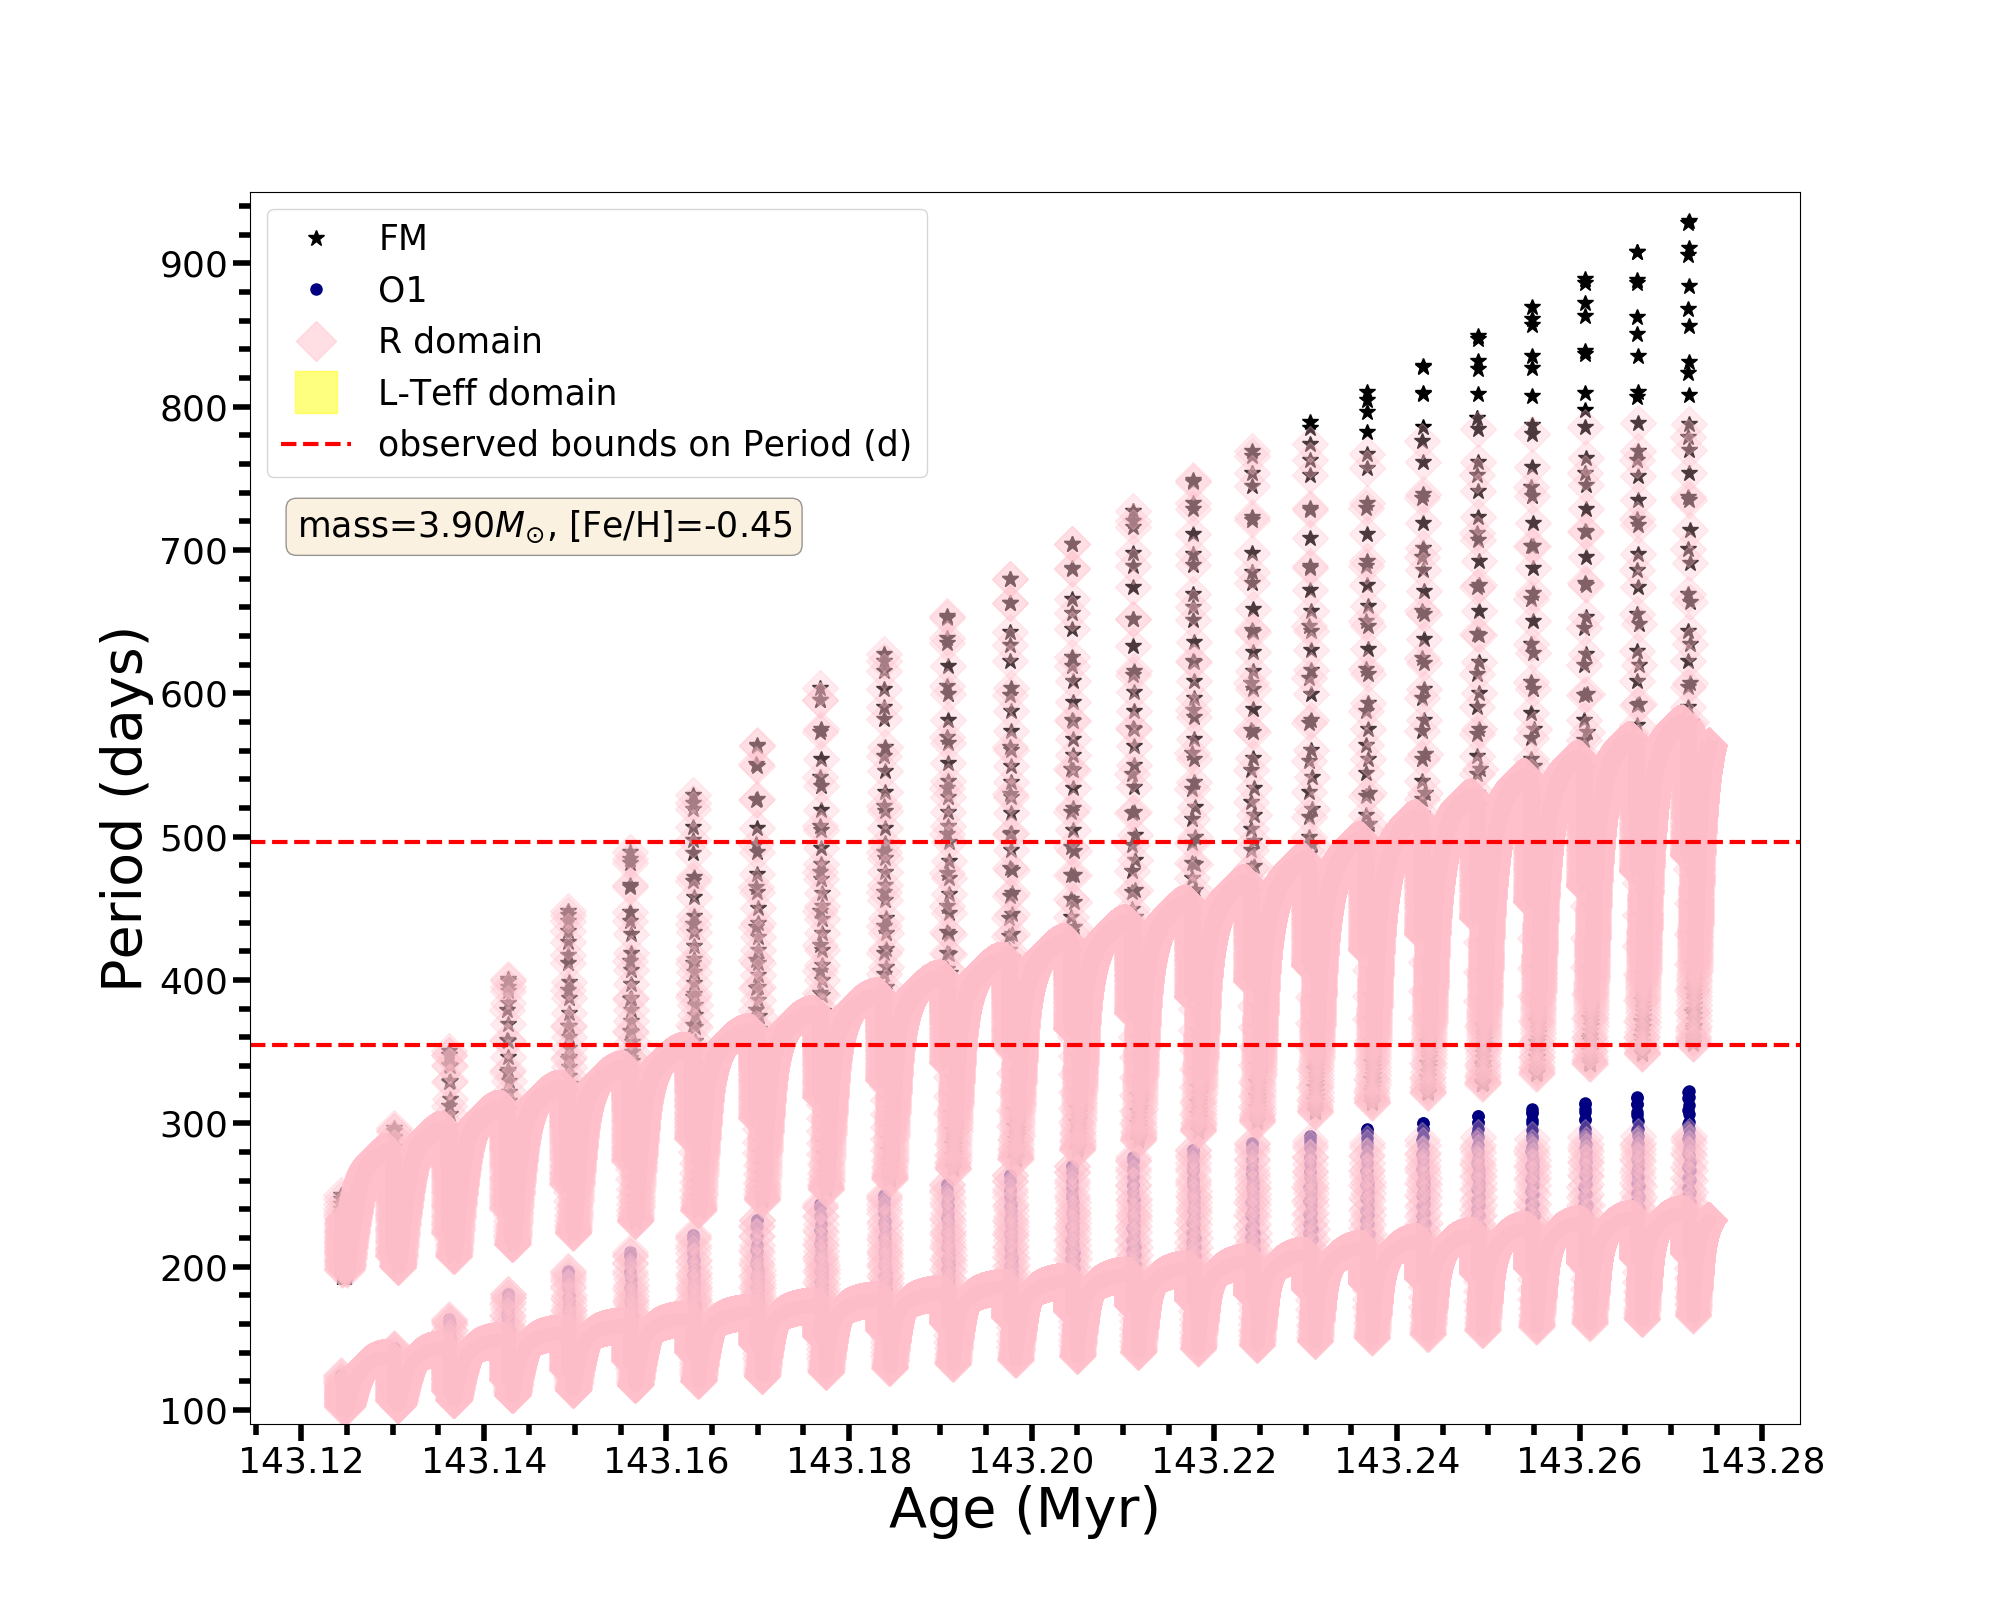 FM
O1
R domain
L-Teff domain
observed bounds on Period (d)
mass=3.90M⊙, [Fe/H]=-0.45
Period (days)
900
800
700
600
500
400
300
200
100
143.12 143.14 143.16 143.18 143.20 143.22 143.24 143.26 143.28
Age (Myr)